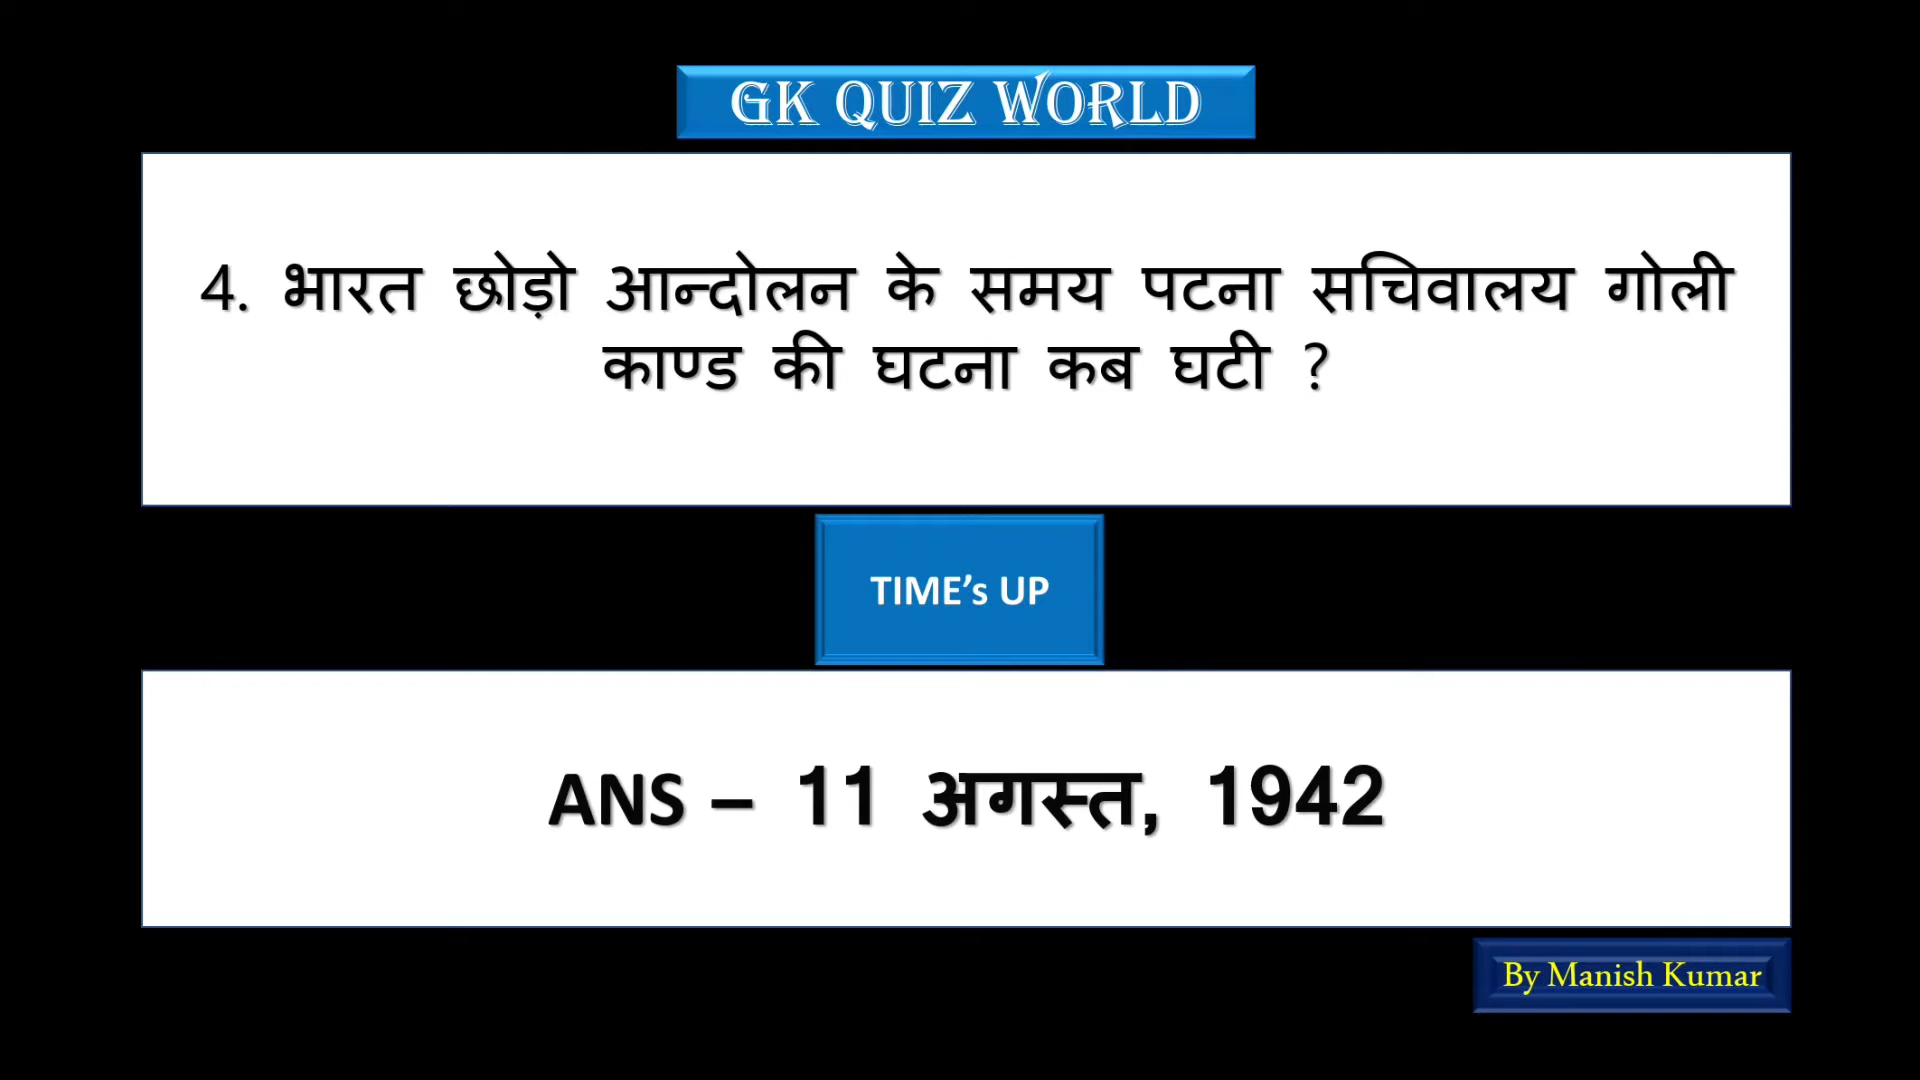 GK QUIZ WORLD
4. भारत छोड़ो आन्दोलन के समय पटना सचिवालय गोली
काण्ड की घटना कब घटी ?
TIME’s UP
ANS – 11 अगस्त, 1942
By Manish Kumar